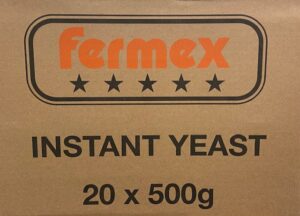 fermex
INSTANT YEAST
20 x 500g